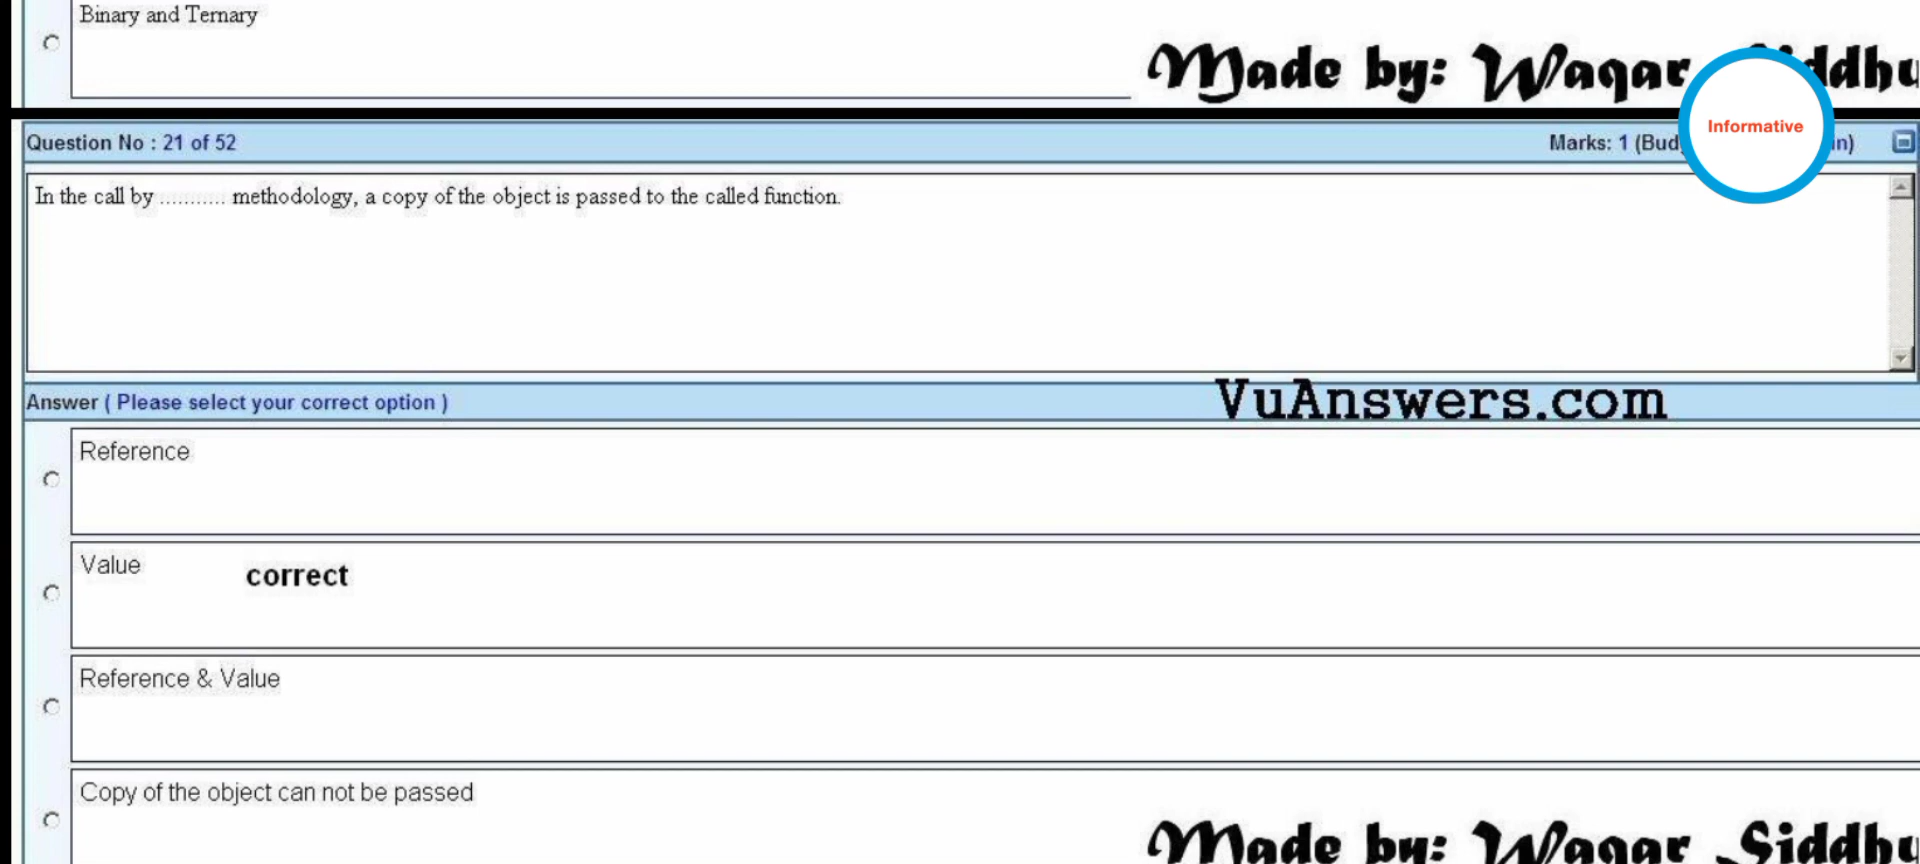 Binary and Ternary
Made by: Waqar Siddhu
Informative
Question No : 21 of 52
Marks: 1
In the call by ........... methodology, a copy of the object is passed to the called function.
Answer ( Please select your correct option )
VuAnswers.com
Reference
Value
correct
Reference & Value
Copy of the object can not be passed
Made by: Waqar Siddhu